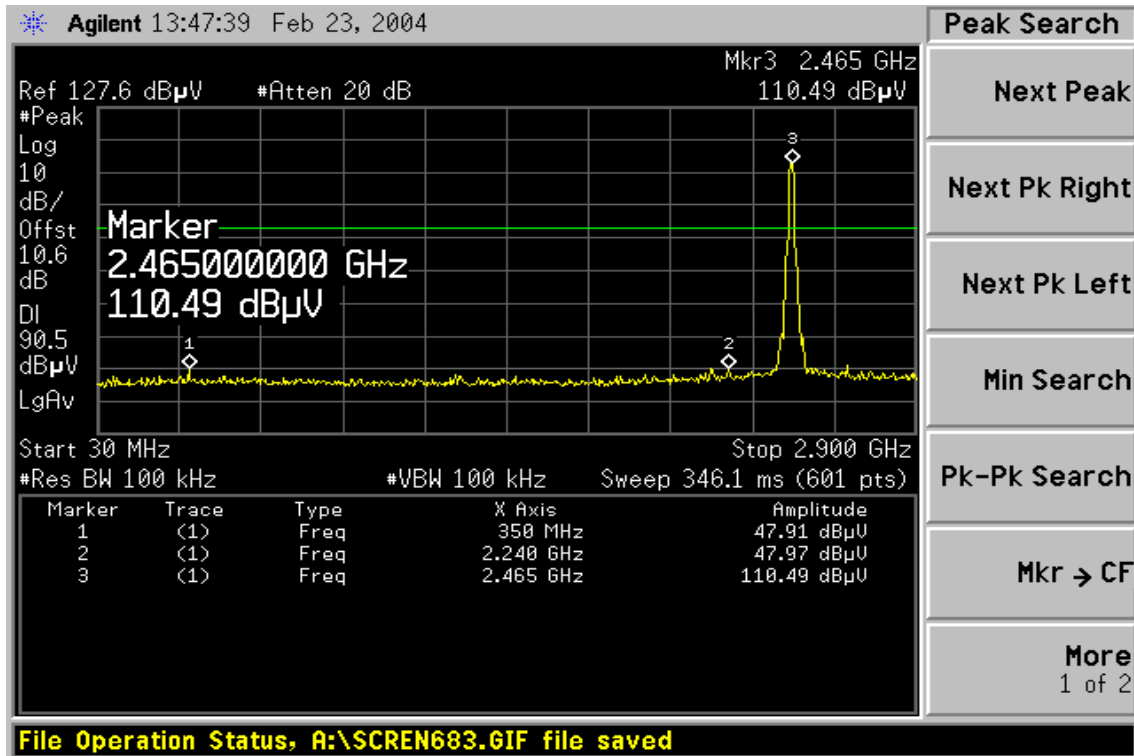 Agilent 13:47:39 Feb 23, 2004
Peak Search
Mkr3 2.465 GHz
Ref 127.6 dBµV #Atten 20 dB 110.49 dBµV
#Peak
Log
10
dB/
Offst
10.6
dB
DI
90.5
dBµV
LgAv
Marker
2.465000000 GHz
110.49 dBµV
1
2
3
Start 30 MHz Stop 2.900 GHz
#Res BW 100 kHz #VBW 100 kHz Sweep 346.1 ms (601 pts)
Marker Trace Type X Axis Amplitude
1 (1) Freq 350 MHz 47.91 dBµV
2 (1) Freq 2.240 GHz 47.97 dBµV
3 (1) Freq 2.465 GHz 110.49 dBµV
Next Peak
Next Pk Right
Next Pk Left
Min Search
Pk-Pk Search
Mkr → CF
More
1 of 2
File Operation Status, A:\SCREN683.GIF file saved